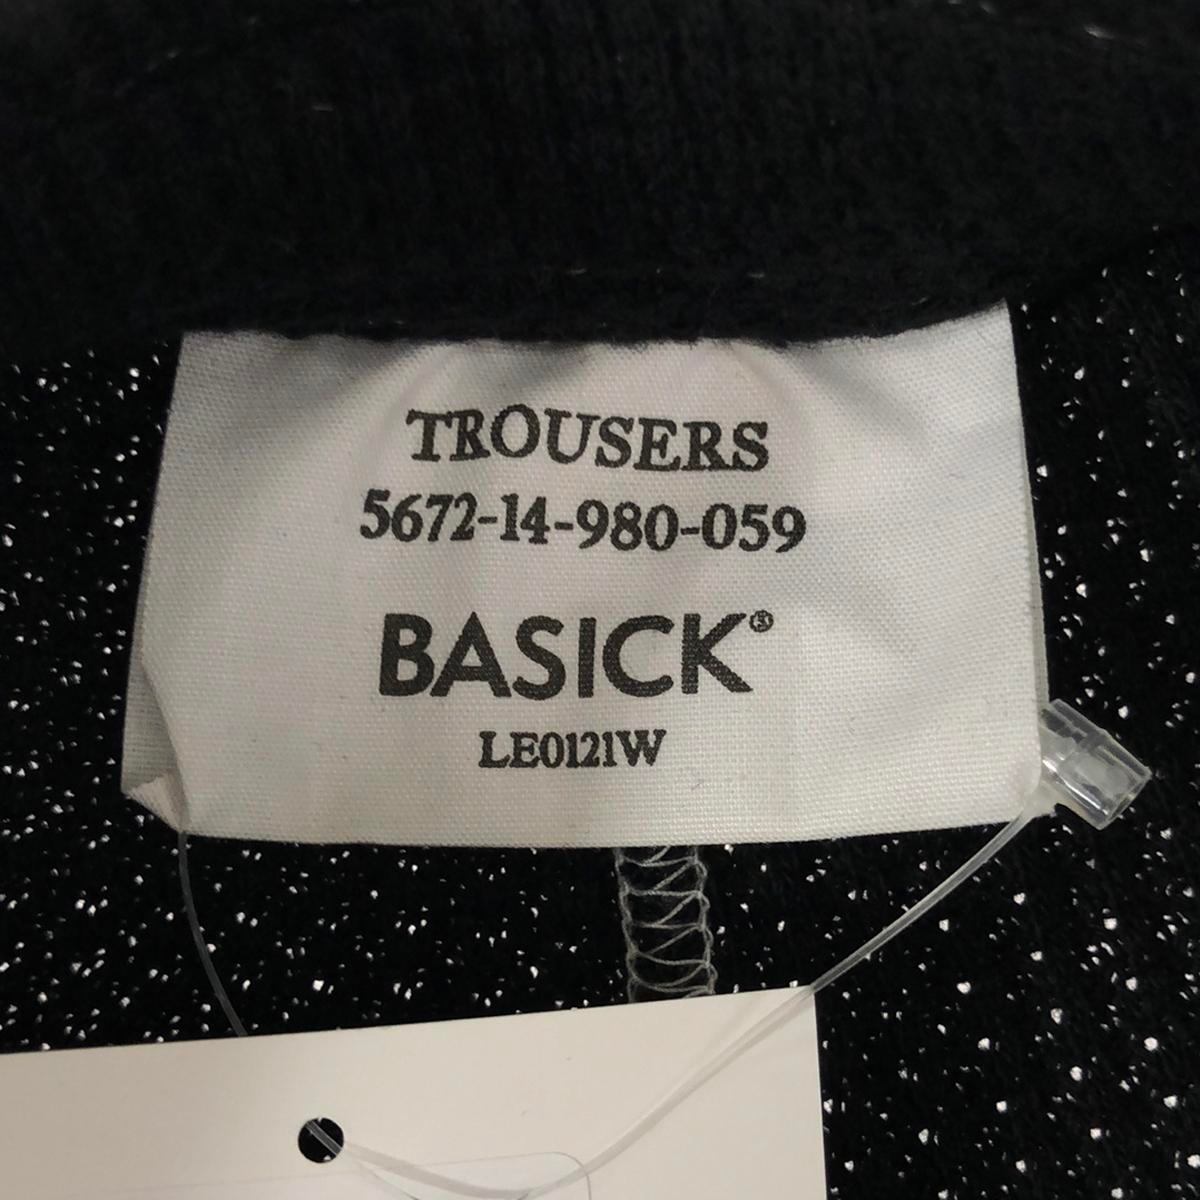 TROUSERS
5672-14-980-059
BASICK®
LE0121W